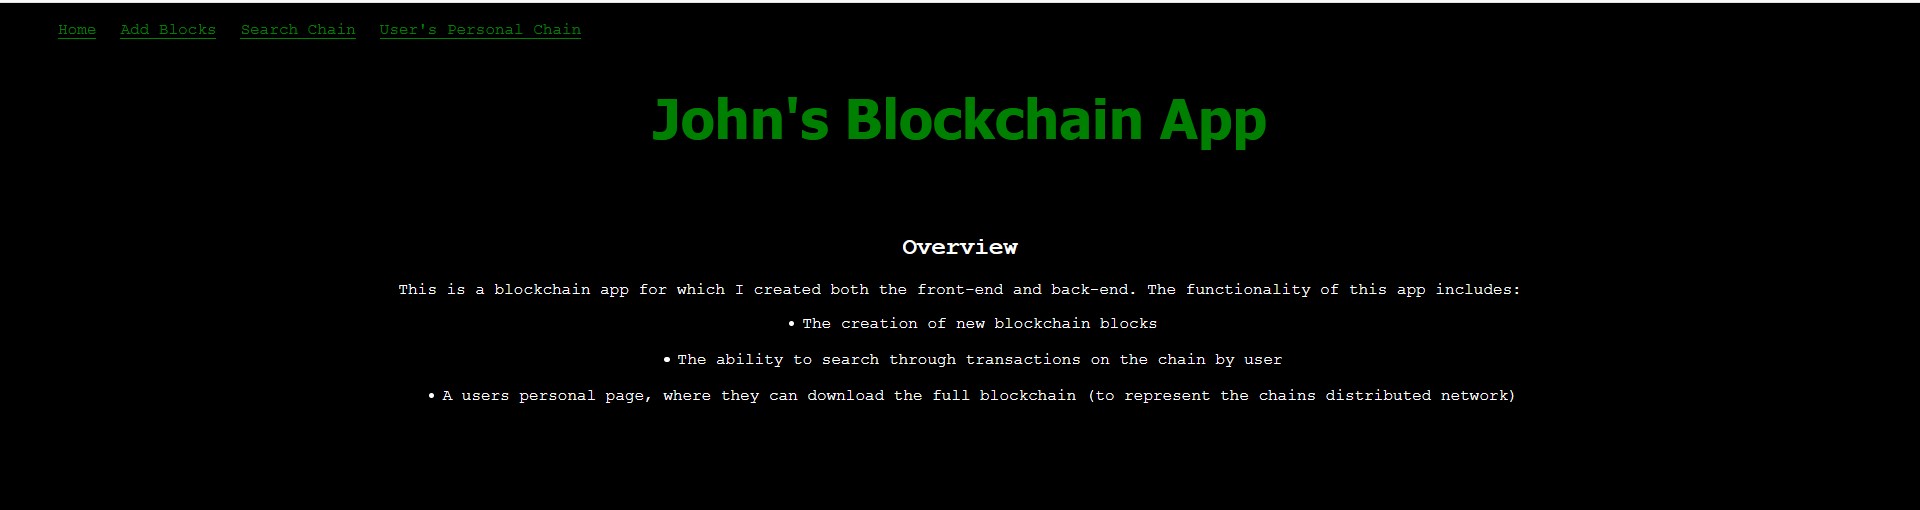 Home Add Blocks Search Chain User's Personal Chain
John's Blockchain App
Overview
This is a blockchain app for which I created both the front-end and back-end. The functionality of this app includes:
• The creation of new blockchain blocks
• The ability to search through transactions on the chain by user
• A users personal page, where they can download the full blockchain (to represent the chains distributed network)